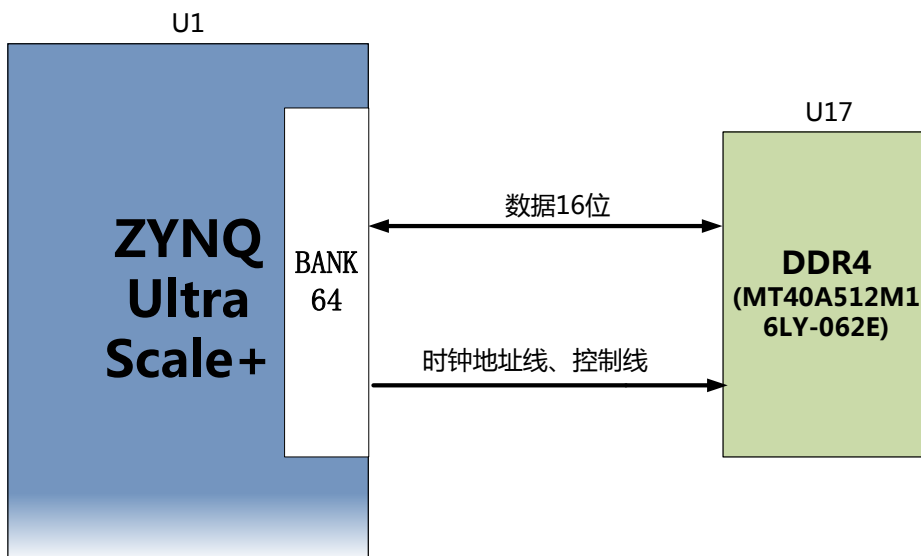 U1
U17
数据16位
ZYNQ
Ultra
Scale+
BANK
64
DDR4
(MT40A512M1
6LY-062E)
时钟地址线、控制线